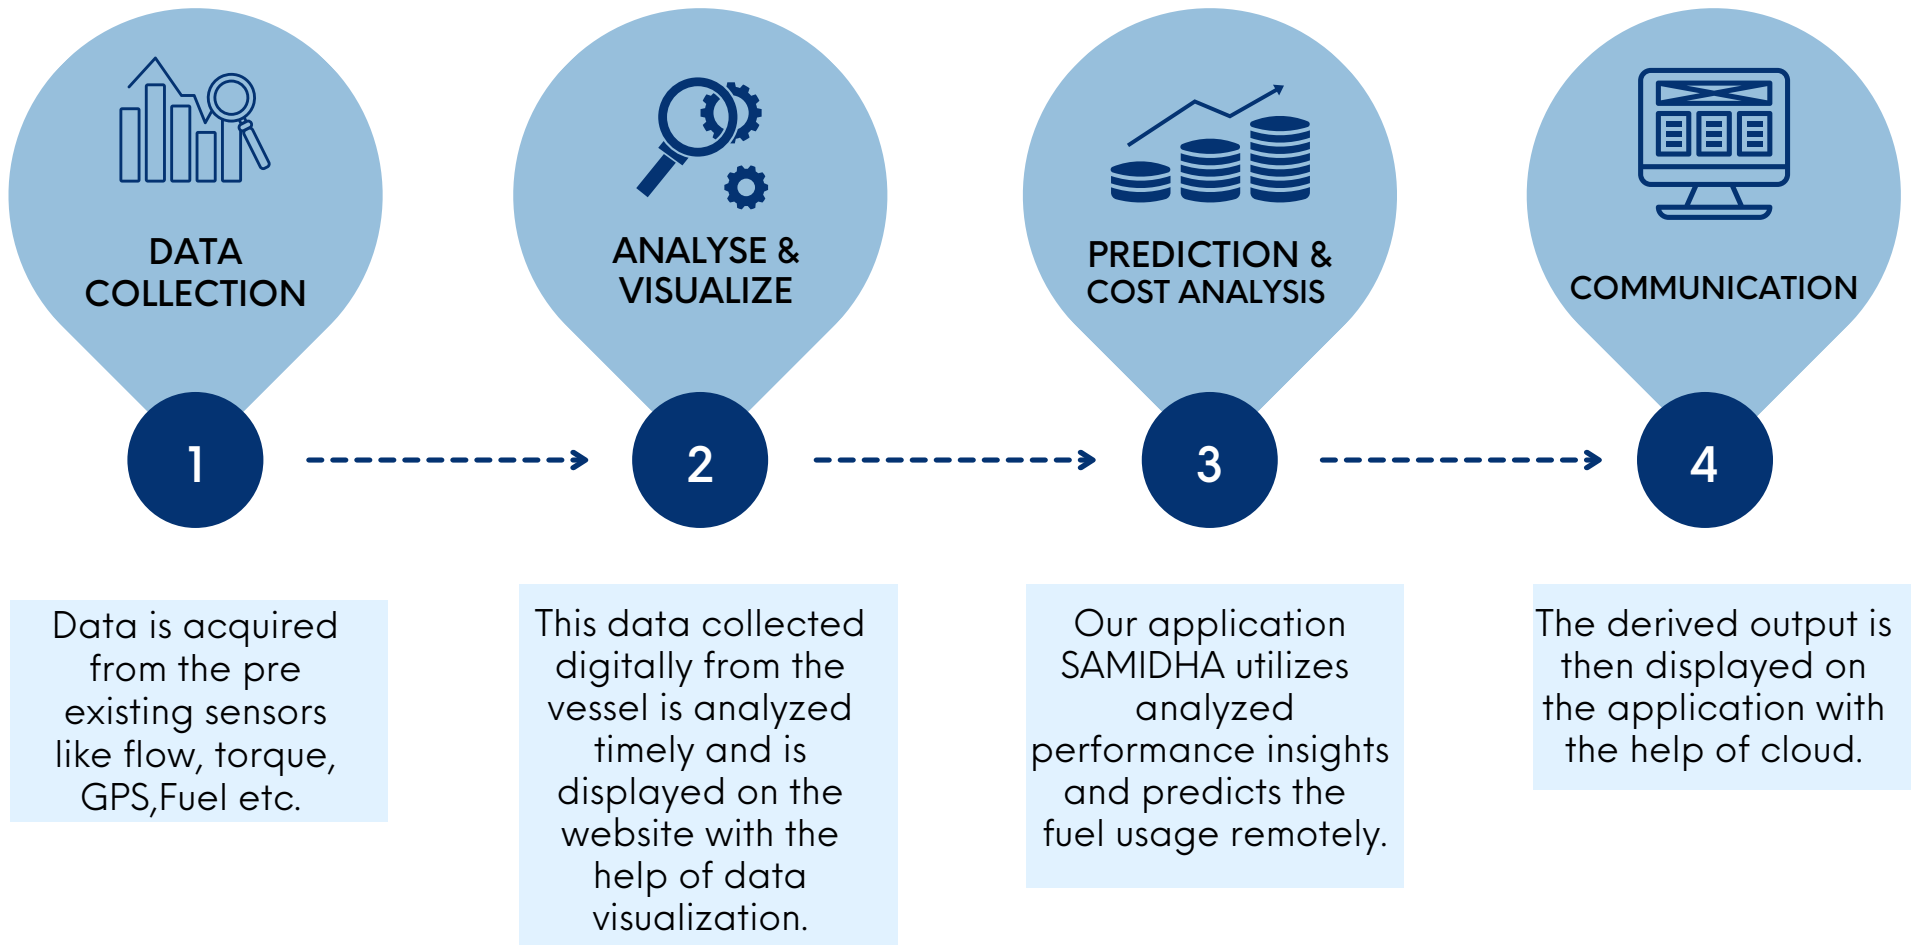 DATA
COLLECTION
ANALYSE &
VISUALIZE
PREDICTION &
COST ANALYSIS
COMMUNICATION
1
2
3
4
Data is acquired
from the pre
existing sensors
like flow, torque,
GPS,Fuel etc.
This data collected
digitally from the
vessel is analyzed
timely and is
displayed on the
website with the
help of data
visualization.
Our application
SAMIDHA utilizes
analyzed
performance insights
and predicts the
fuel usage remotely.
The derived output is
then displayed on
the application with
the help of cloud.